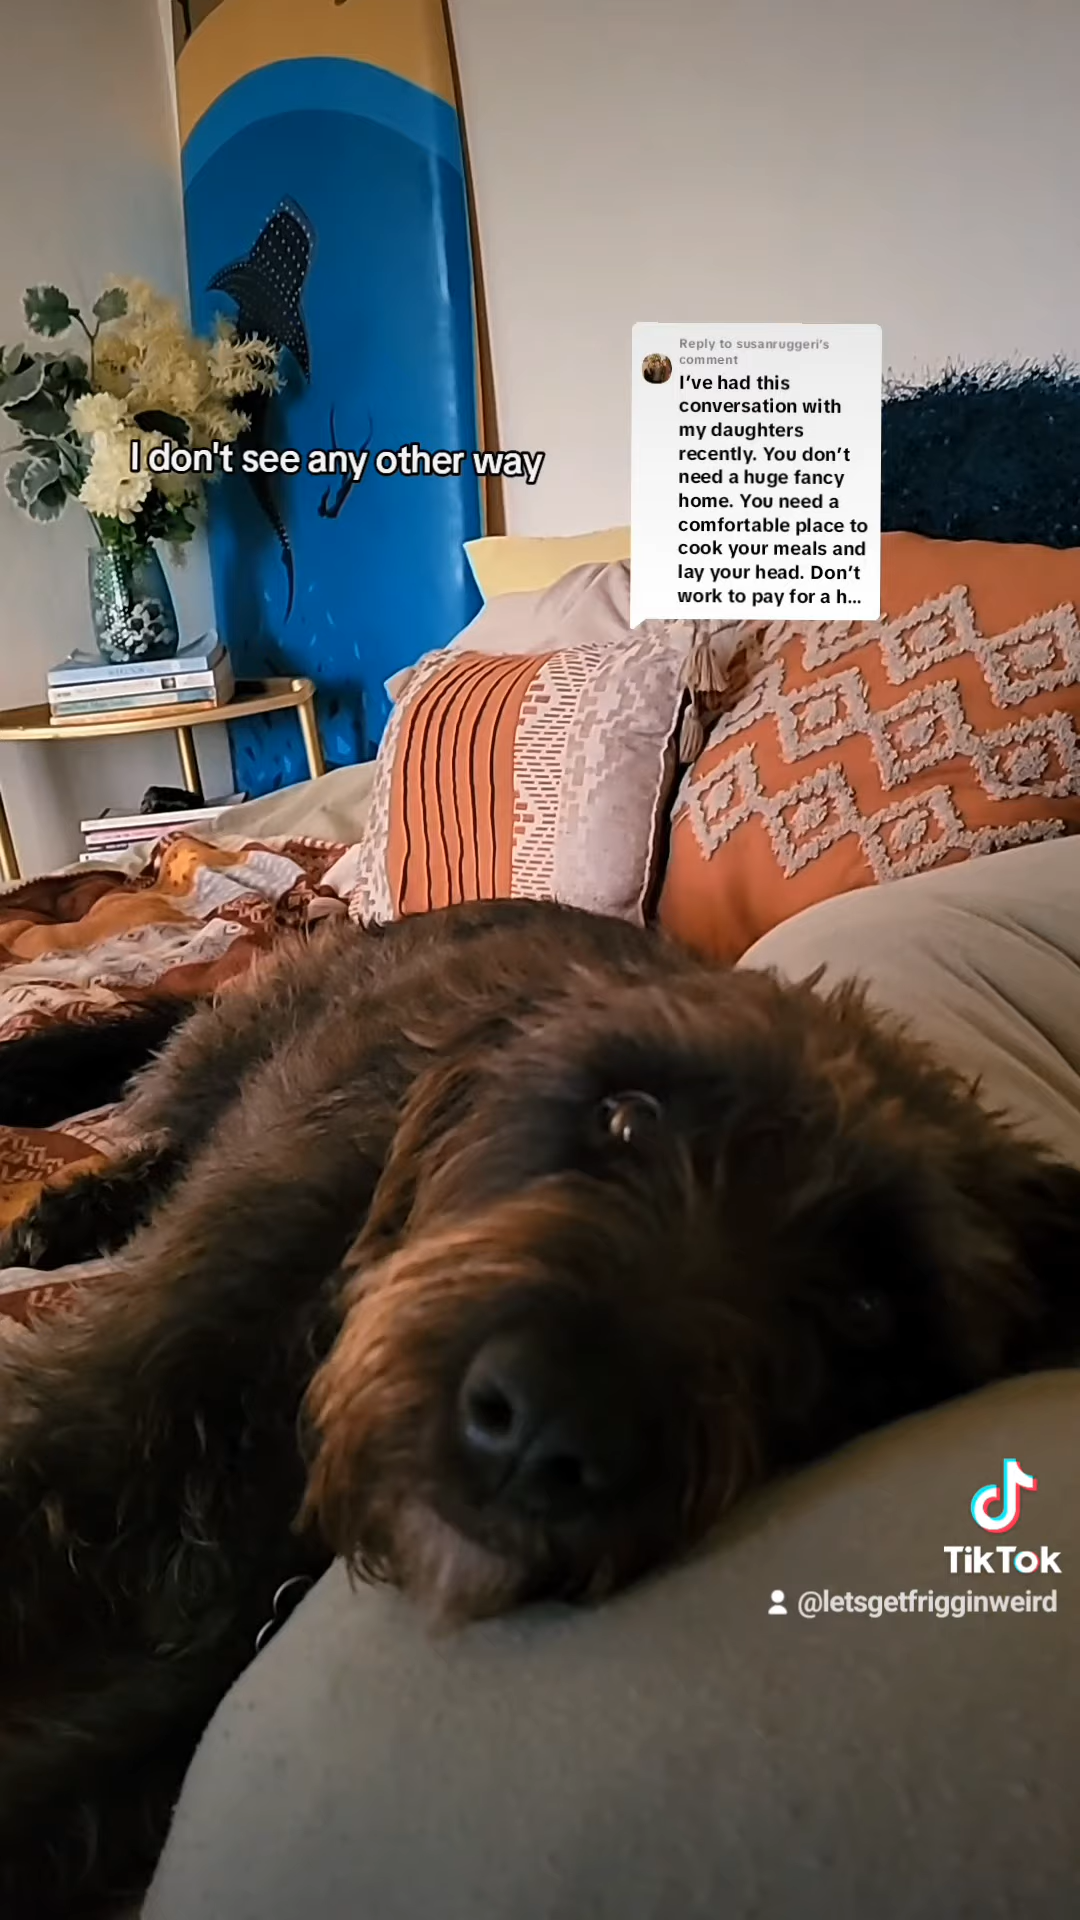 Reply to susanruggeri's
comment
I've had this
conversation with
my daughters
recently. You don't
need a huge fancy
home. You need a
comfortable place to
cook your meals and
lay your head. Don't
work to pay for a h...
I don't see any other way
TikTok
@letsgetfrigginweird